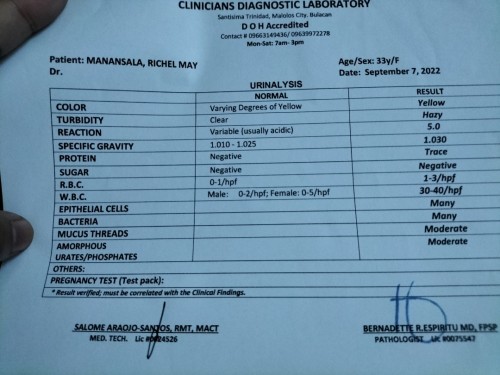 CLINICIANS DIAGNOSTIC LABORATORY
Santisima Trinidad, Malolos City, Bulacan
D O H Accredited
Contact # 09663149436/ 09639972278
Mon-Sat: 7am- 3pm
Patient: MANANSALA, RICHEL MAY Age/Sex: 33y/F
Dr. Date: September 7, 2022
URINALYSIS
NORMAL RESULT
COLOR Varying Degrees of Yellow Yellow
TURBIDITY Clear Hazy
REACTION Variable (usually acidic) 5.0
SPECIFIC GRAVITY 1.010 - 1.025 1.030
PROTEIN Negative Trace
SUGAR Negative Negative
R.B.C. 0-1/hpf 1-3/hpf
W.B.C. Male: 0-2/hpf; Female: 0-5/hpf 30-40/hpf
EPITHELIAL CELLS Many
BACTERIA Many
MUCUS THREADS Moderate
AMORPHOUS Moderate
URATES/PHOSPHATES
OTHERS:
PREGNANCY TEST (Test pack):
* Result verified; must be correlated with the Clinical Findings.
SALOME ARAOJO-SANTOS, RMT, MACT BERNADETTE R.ESPIRITU MD, FPSP
MED. TECH. Lic #0024526 PATHOLOGIST Lic #0075547